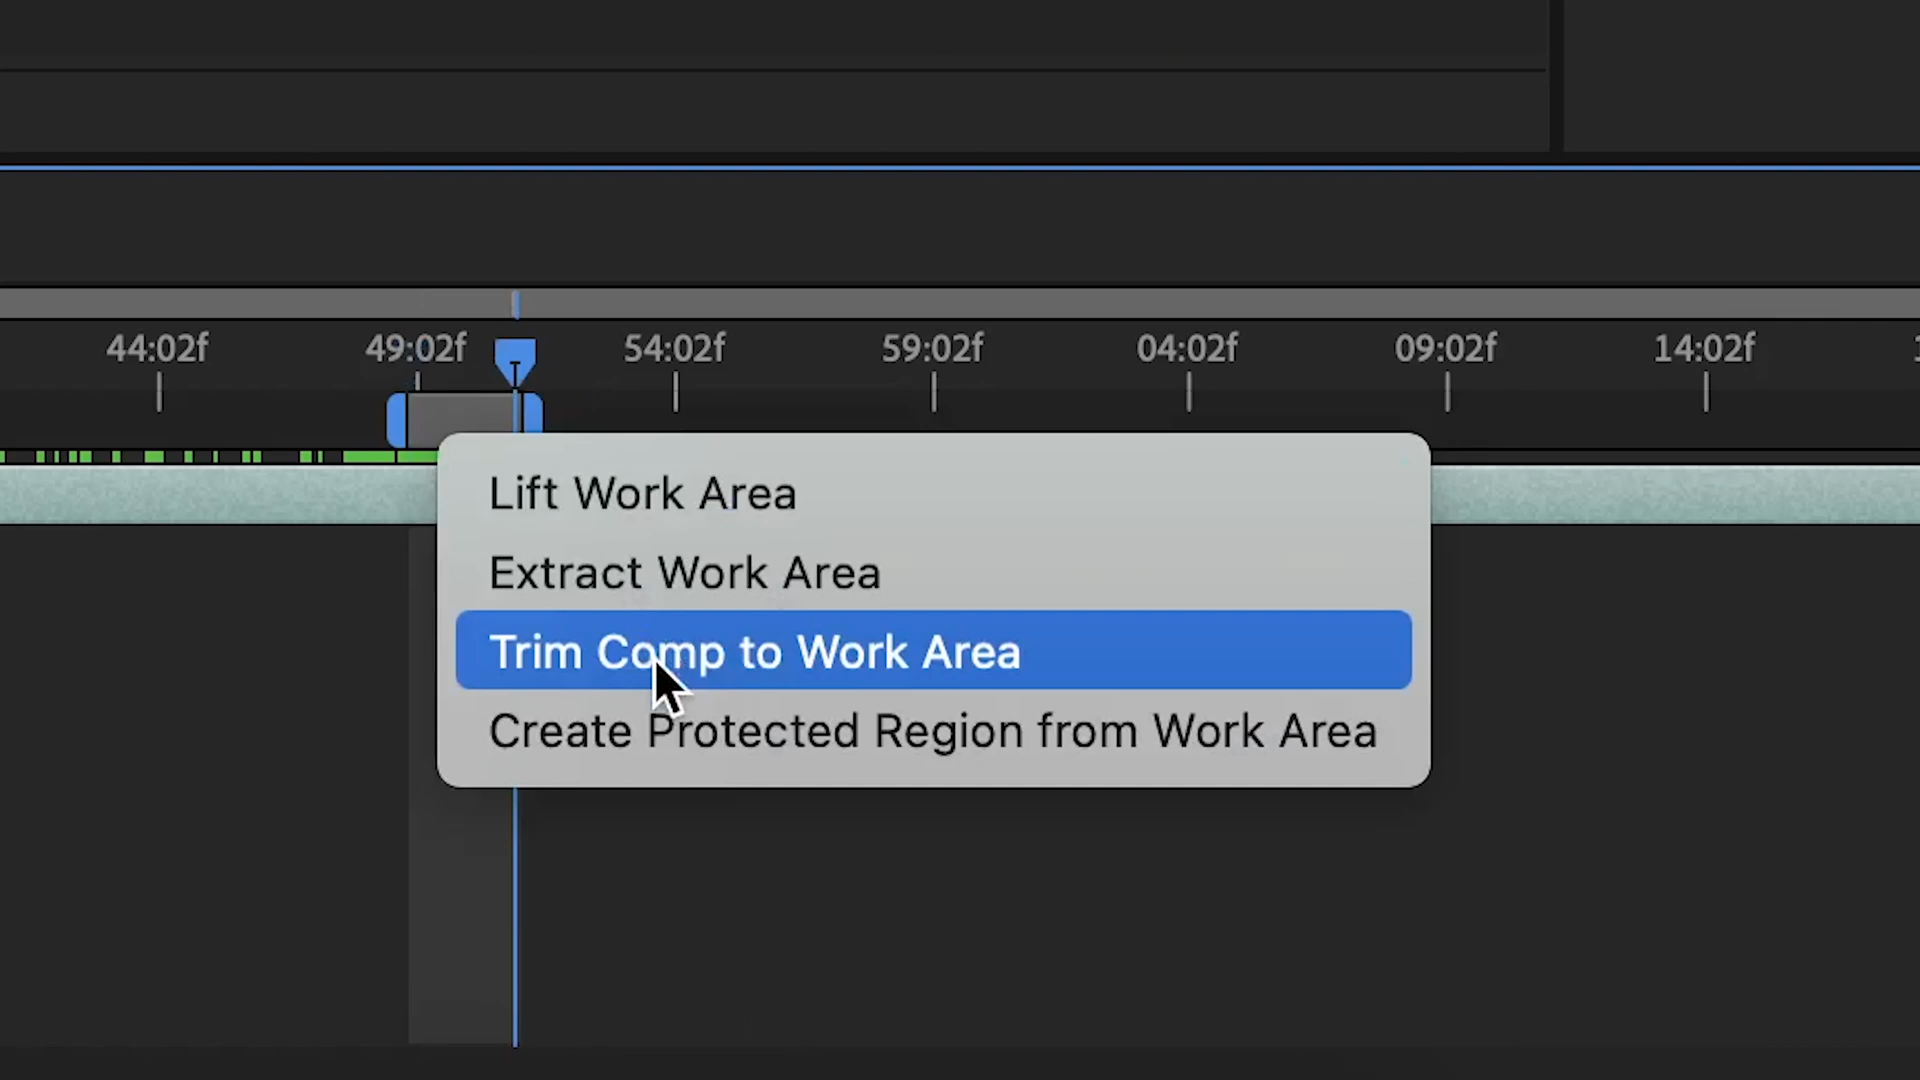 44:02f 49:02f 54:02f 59:02f 04:02f 09:02f 14:02f
Lift Work Area
Extract Work Area
Trim Comp to Work Area
Create Protected Region from Work Area